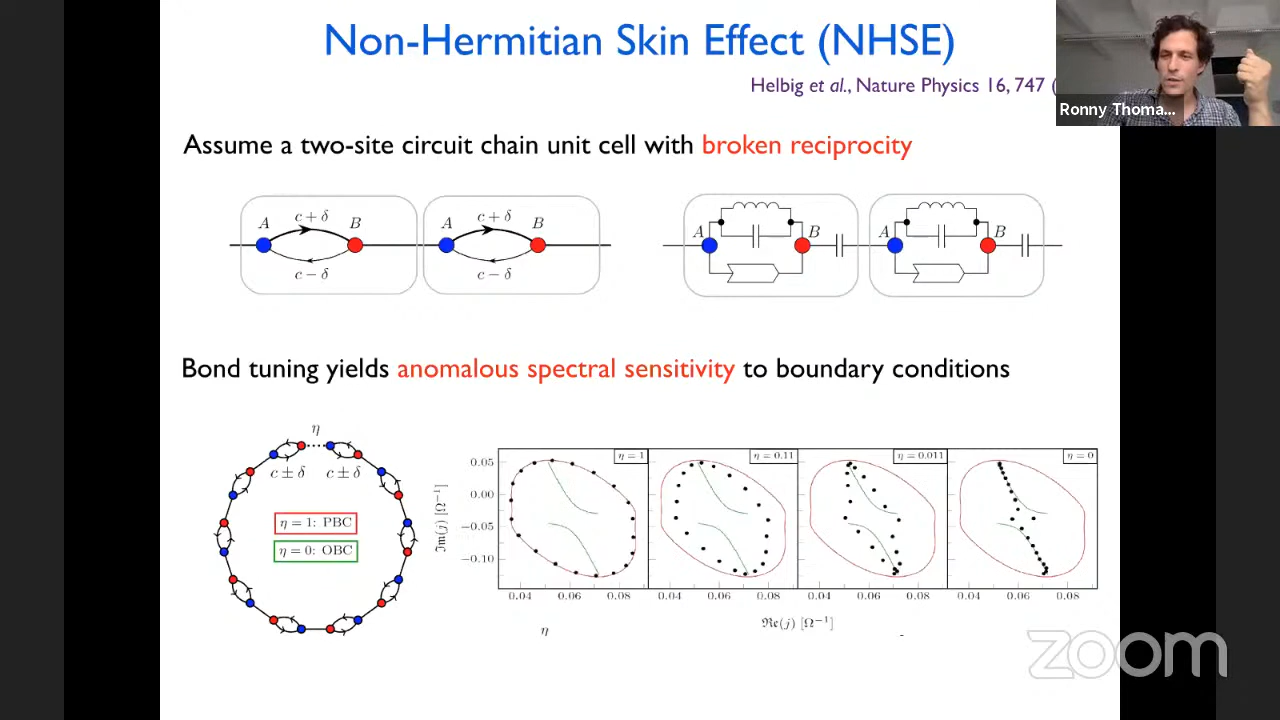 Non-Hermitian Skin Effect (NHSE)
Helbig et al., Nature Physics 16, 747 (
Ronny Thoma...
Assume a two-site circuit chain unit cell with broken reciprocity
A c + δ B A c + δ B
c − δ c − δ
A B A B
Bond tuning yields anomalous spectral sensitivity to boundary conditions
η
c ± δ c ± δ
η = 1: PBC
η = 0: OBC
η = 1 η = 0.11 η = 0.011 η = 0
0.05
0.00
−0.05
−0.10
ℑm(j) [Ω⁻¹]
0.04 0.06 0.08 0.04 0.06 0.08 0.04 0.06 0.08 0.04 0.06 0.08
η
ℜe(j) [Ω⁻¹]
zoom